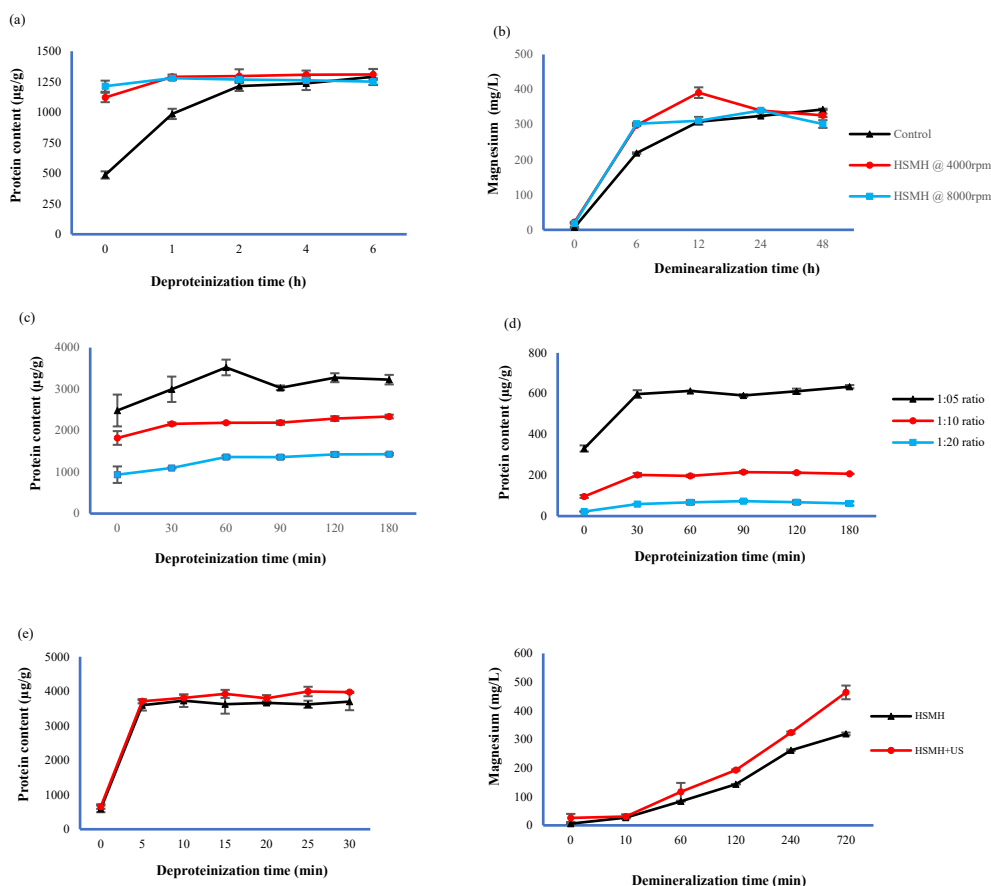 (a)
Protein content (µg/g)
1500
1250
1000
750
500
250
0
0 1 2 4 6
Deproteinization time (h)
(b)
Magnesium (mg/L)
500
400
300
200
100
0
0 6 12 24 48
Deminearalization time (h)
Control
HSMH @ 4000rpm
HSMH @ 8000rpm
(c)
Protein content (µg/g)
4000
3000
2000
1000
0
0 30 60 90 120 180
Deproteinization time (min)
(d)
Protein content (µg/g)
800
600
400
200
0
0 30 60 90 120 180
Deproteinization time (min)
1:05 ratio
1:10 ratio
1:20 ratio
(e)
Protein content (µg/g)
5000
4000
3000
2000
1000
0
0 5 10 15 20 25 30
Deproteinization time (min)
Magnesium (mg/L)
600
500
400
300
200
100
0
0 10 60 120 240 720
Demineralization time (min)
HSMH
HSMH+US